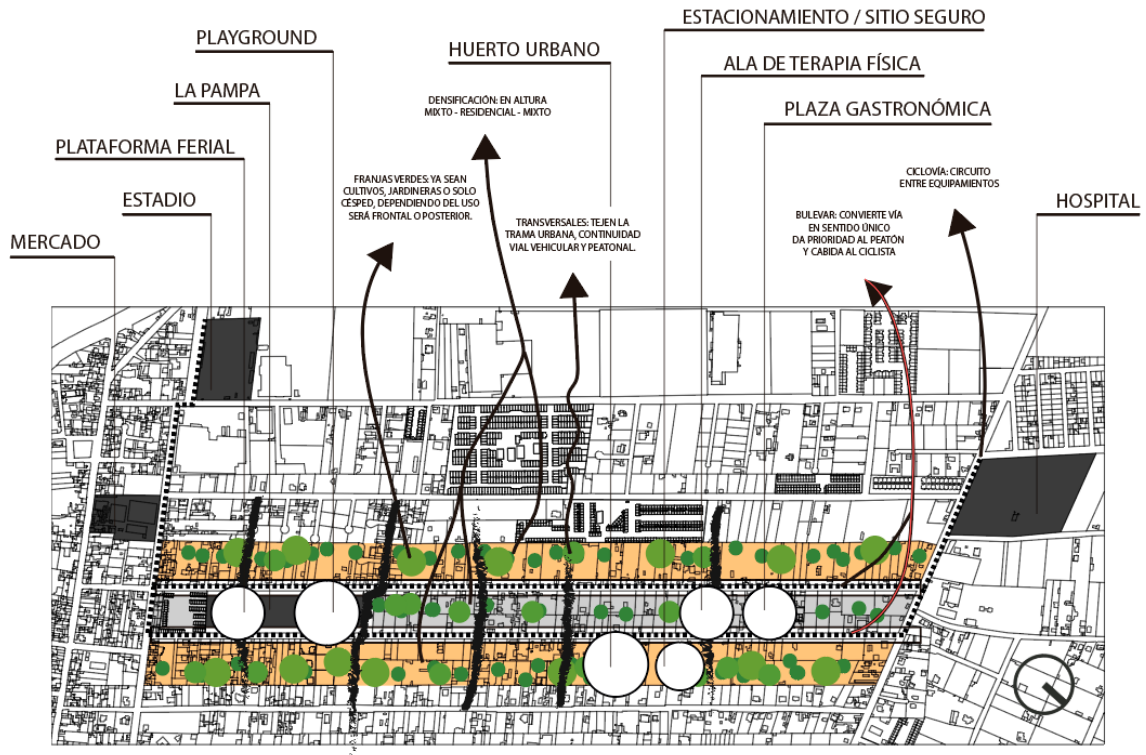 ESTACIONAMIENTO / SITIO SEGURO
PLAYGROUND
HUERTO URBANO
ALA DE TERAPIA FÍSICA
LA PAMPA
DENSIFICACIÓN: EN ALTURA
MIXTO - RESIDENCIAL - MIXTO
PLAZA GASTRONÓMICA
PLATAFORMA FERIAL
FRANJAS VERDES: YA SEAN
CULTIVOS, JARDINERAS O SOLO
CÉSPED, DEPENDIENDO DEL USO
SERÁ FRONTAL O POSTERIOR.
CICLOVÍA: CIRCUITO
ENTRE EQUIPAMIENTOS
ESTADIO
TRANSVERSALES: TEJEN LA
TRAMA URBANA, CONTINUIDAD
VIAL VEHICULAR Y PEATONAL.
BULEVAR: CONVIERTE VÍA
EN SENTIDO ÚNICO
DA PRIORIDAD AL PEATÓN
Y CABIDA AL CICLISTA
HOSPITAL
MERCADO